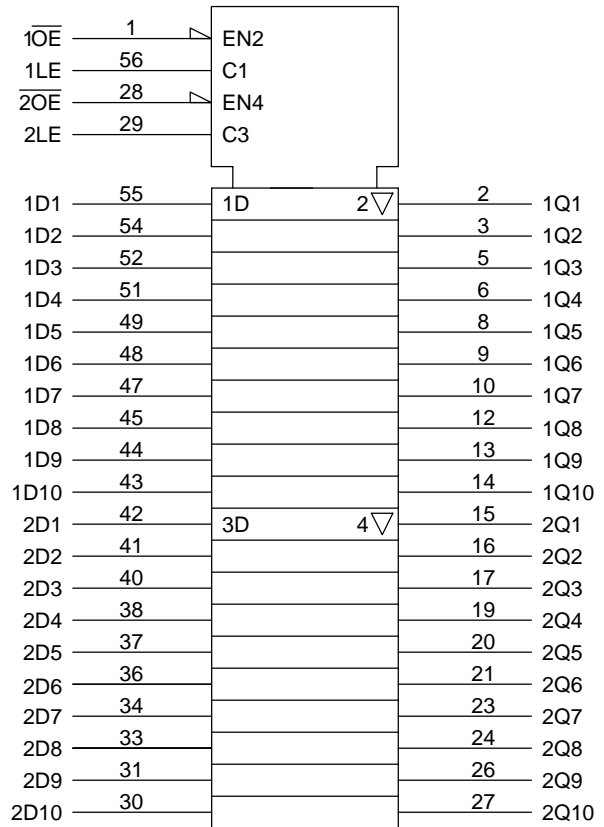 1OE 1 EN2
1LE 56 C1
2OE 28 EN4
2LE 29 C3
1D1 55 1D 2 2 1Q1
1D2 54 3 1Q2
1D3 52 5 1Q3
1D4 51 6 1Q4
1D5 49 8 1Q5
1D6 48 9 1Q6
1D7 47 10 1Q7
1D8 45 12 1Q8
1D9 44 13 1Q9
1D10 43 14 1Q10
2D1 42 3D 4 15 2Q1
2D2 41 16 2Q2
2D3 40 17 2Q3
2D4 38 19 2Q4
2D5 37 20 2Q5
2D6 36 21 2Q6
2D7 34 23 2Q7
2D8 33 24 2Q8
2D9 31 26 2Q9
2D10 30 27 2Q10